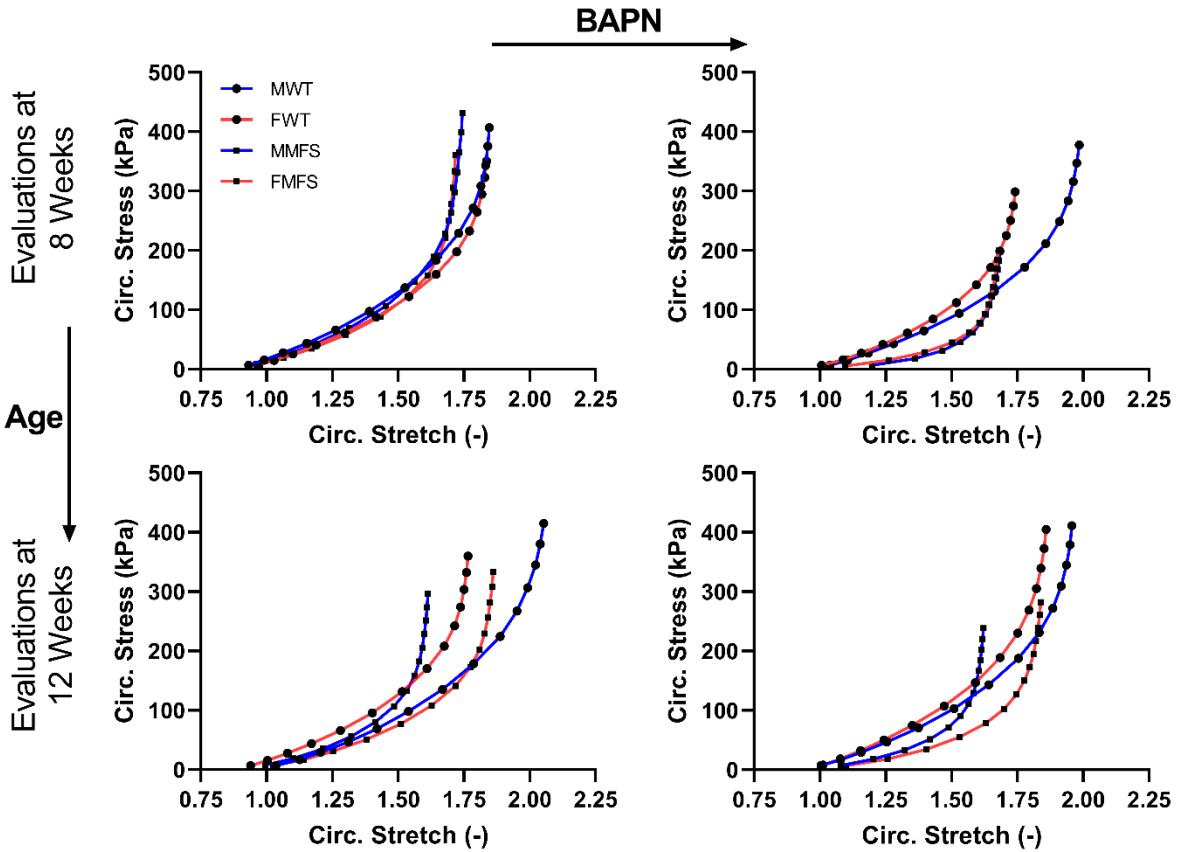 BAPN
Evaluations at
8 Weeks
Circ. Stress (kPa)
500
400
300
200
100
0
MWT
FWT
MMFS
FMFS
0.75 1.00 1.25 1.50 1.75 2.00 2.25
Circ. Stretch (-)
Circ. Stress (kPa)
500
400
300
200
100
0
0.75 1.00 1.25 1.50 1.75 2.00 2.25
Circ. Stretch (-)
Age
Evaluations at
12 Weeks
Circ. Stress (kPa)
500
400
300
200
100
0
0.75 1.00 1.25 1.50 1.75 2.00 2.25
Circ. Stretch (-)
Circ. Stress (kPa)
500
400
300
200
100
0
0.75 1.00 1.25 1.50 1.75 2.00 2.25
Circ. Stretch (-)